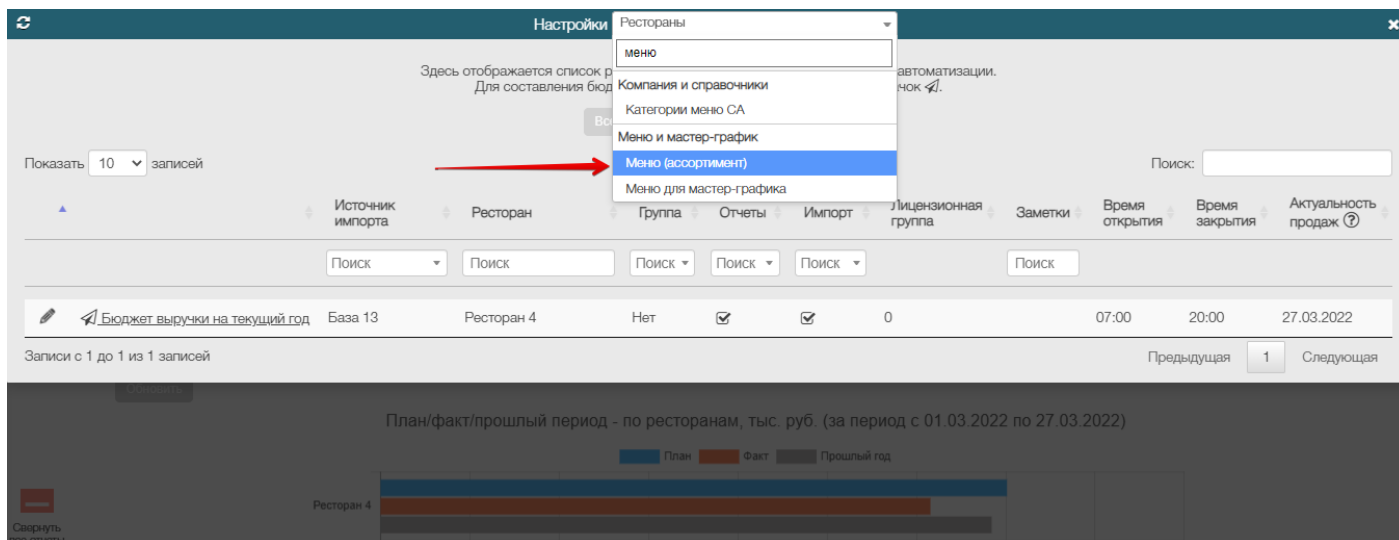 Настройки Рестораны
меню
Здесь отображается список р автоматизации.
Для составления бюд чок
Компания и справочники
Категории меню СА
Вс
Меню и мастер-график
Меню (ассортимент)
Меню для мастер-графика
Показать 10 записей Поиск:
Источник импорта Ресторан Группа Отчеты Импорт Лицензионная группа Заметки Время открытия Время закрытия Актуальность продаж ?
Поиск Поиск Поиск Поиск Поиск Поиск
Бюджет выручки на текущий год База 13 Ресторан 4 Нет 0 07:00 20:00 27.03.2022
Записи с 1 до 1 из 1 записей Предыдущая 1 Следующая
Обновить
План/факт/прошлый период - по ресторанам, тыс. руб. (за период с 01.03.2022 по 27.03.2022)
План Факт Прошлый год
Ресторан 4
Свернуть